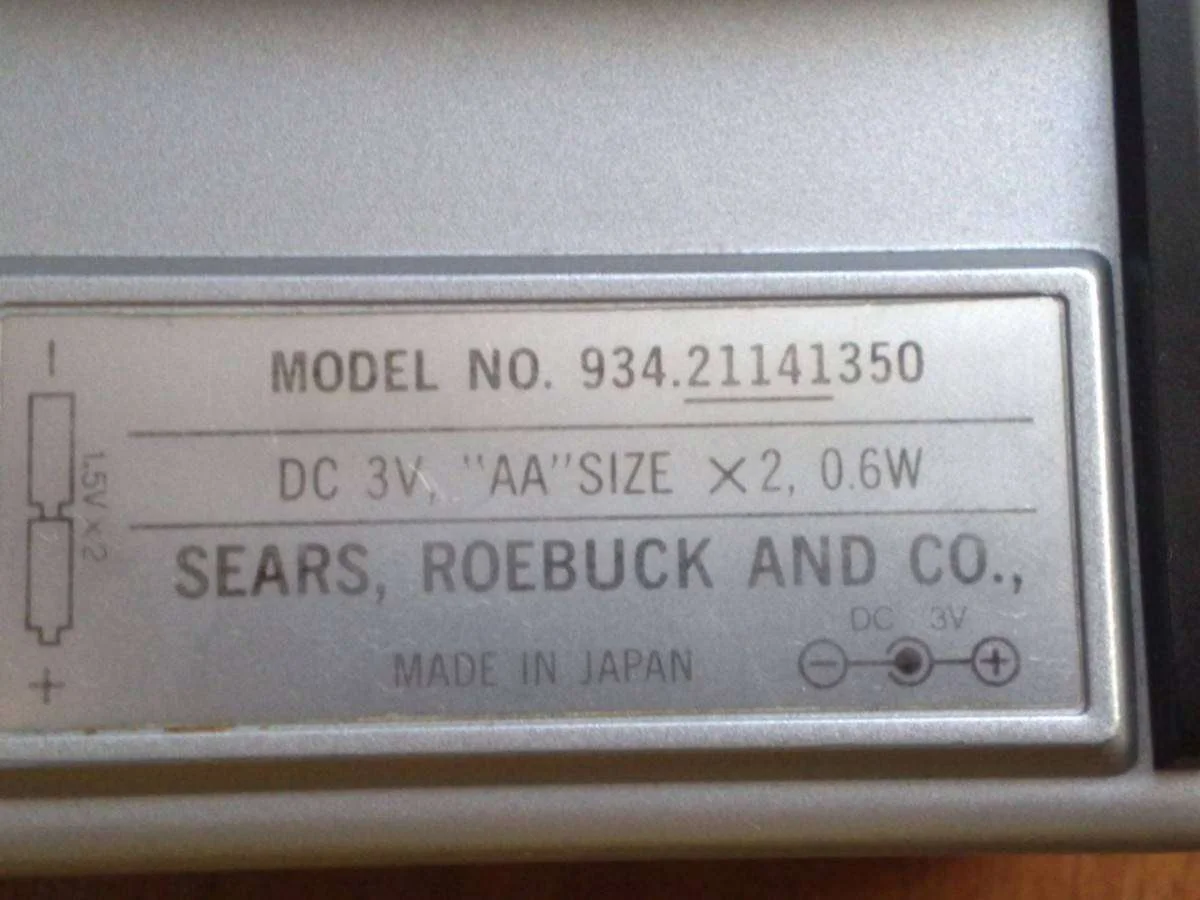 MODEL NO. 934.21141350
DC 3V, "AA" SIZE ×2, 0.6W
1.5V×2
SEARS, ROEBUCK AND CO.,
DC 3V
MADE IN JAPAN